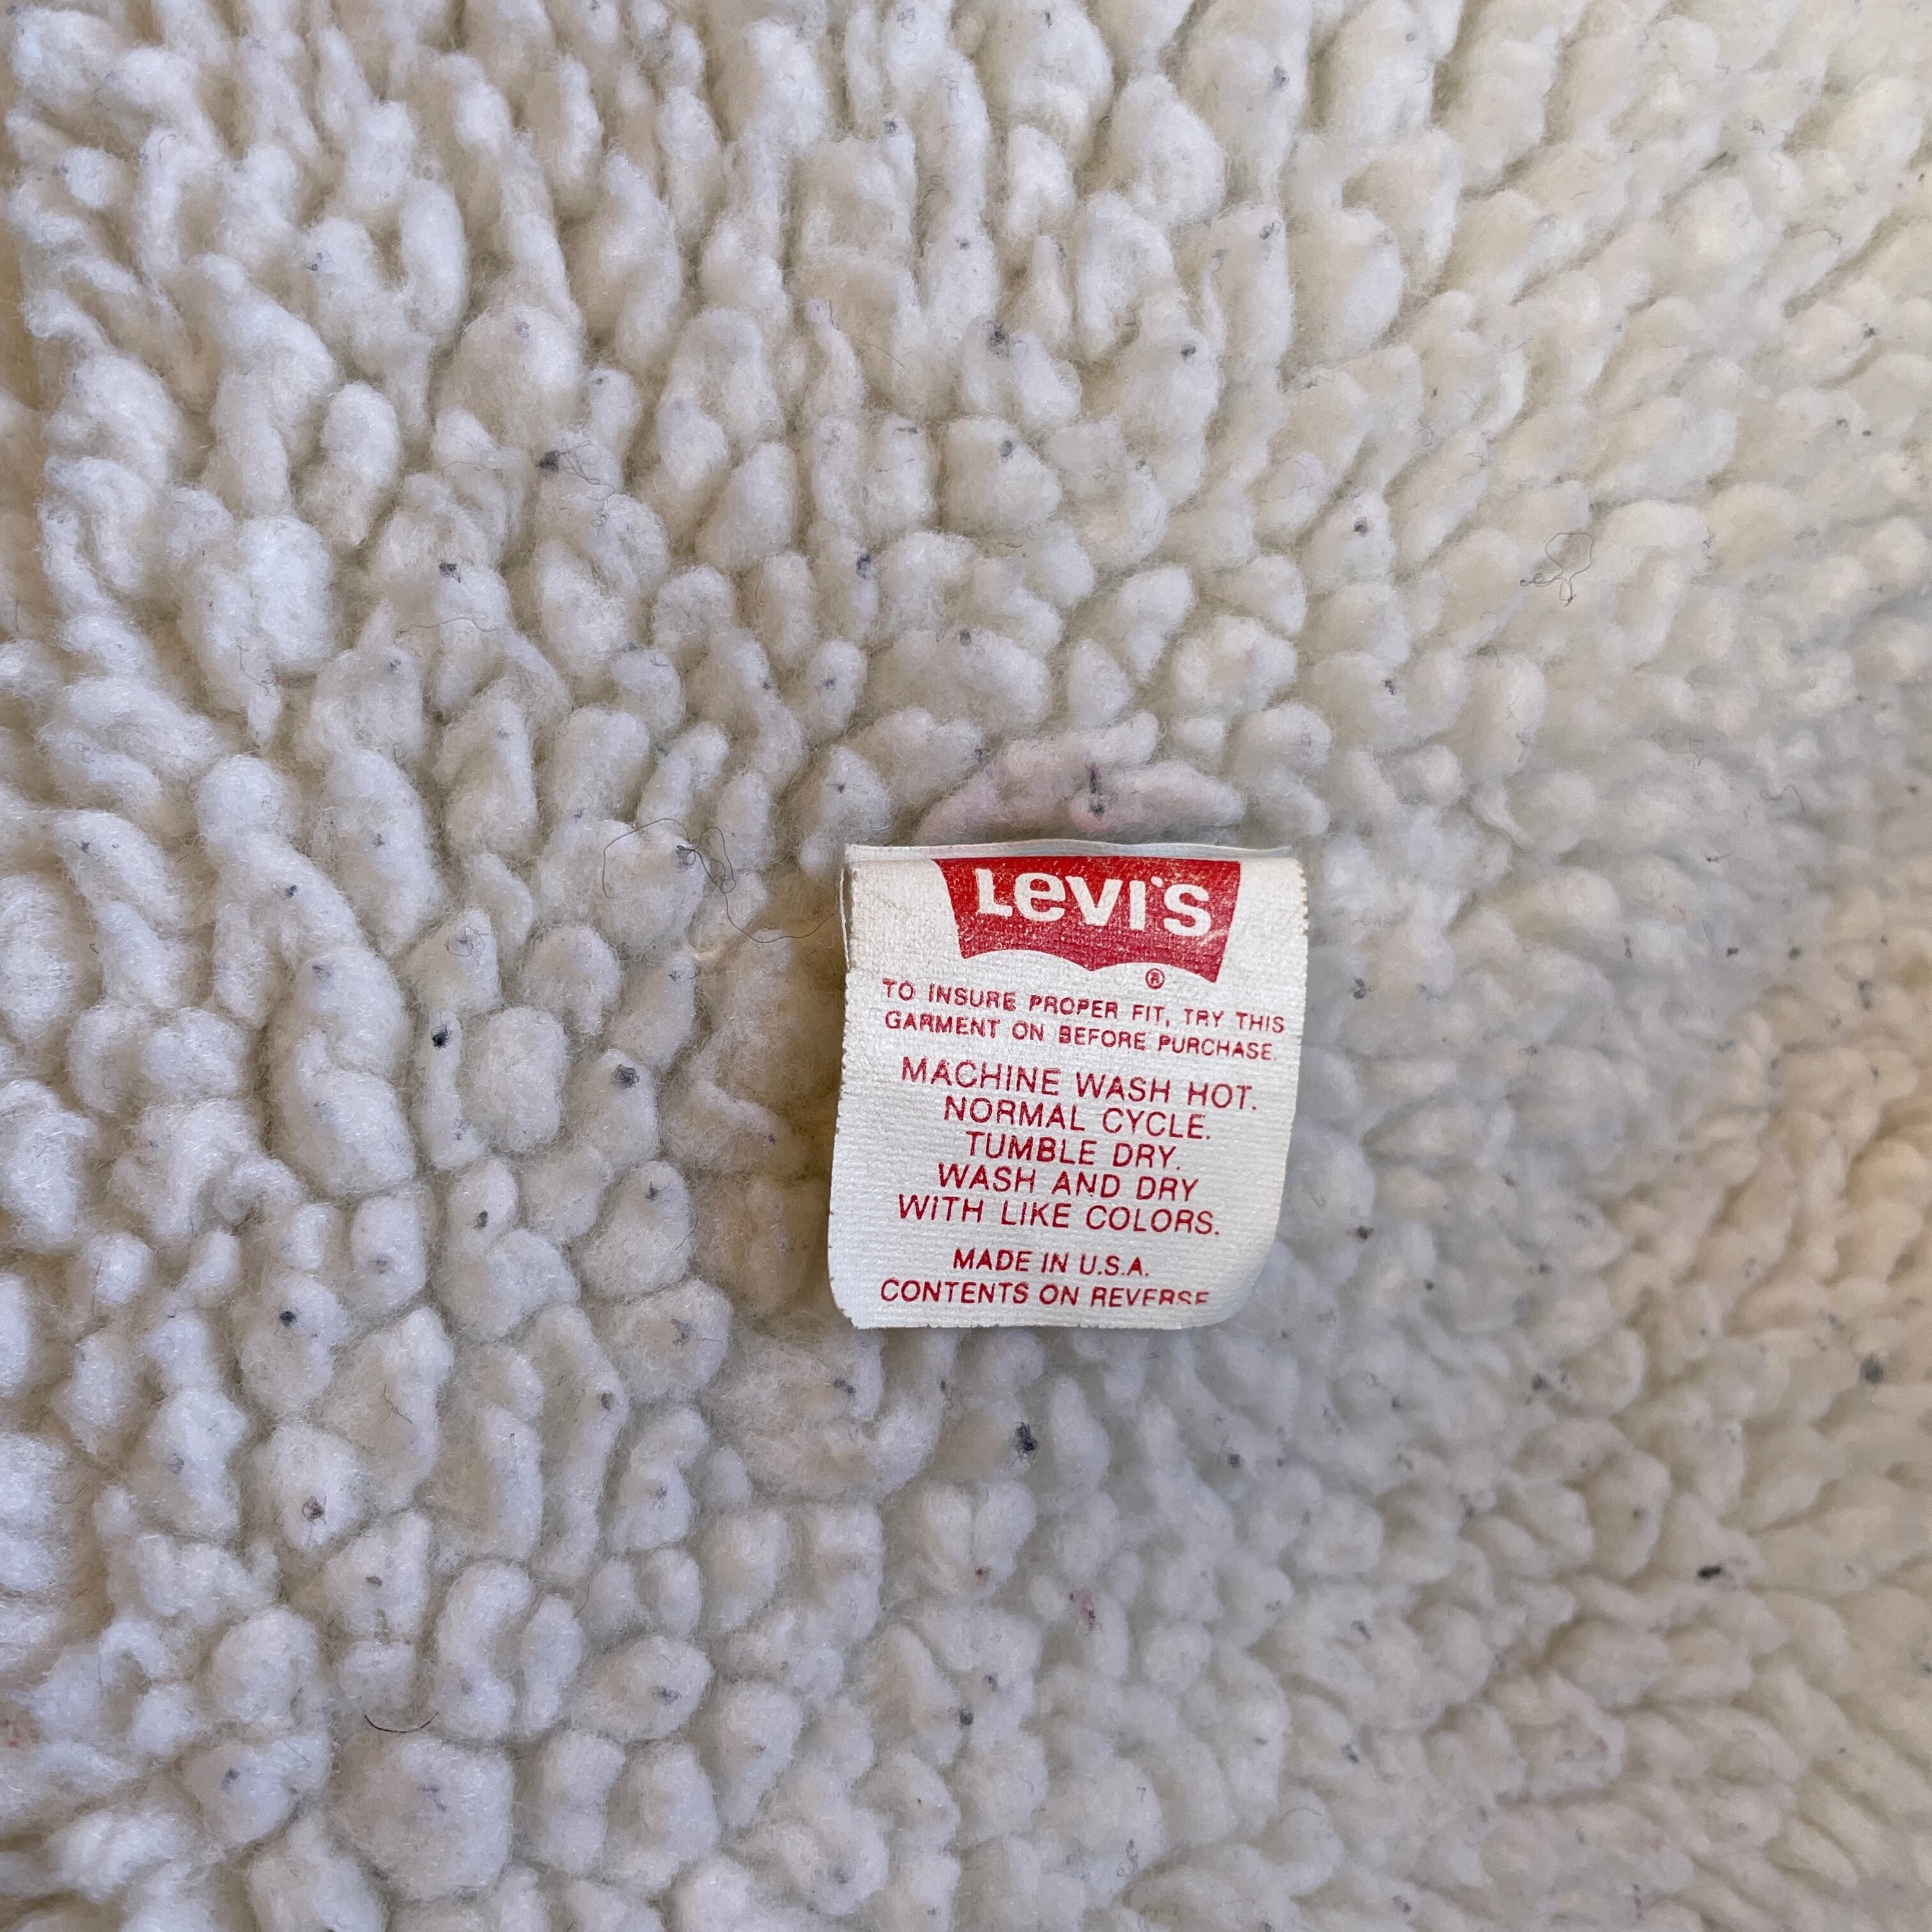 Levi's
®
TO INSURE PROPER FIT, TRY THIS
GARMENT ON BEFORE PURCHASE.
MACHINE WASH HOT.
NORMAL CYCLE.
TUMBLE DRY.
WASH AND DRY
WITH LIKE COLORS.
MADE IN U.S.A.
CONTENTS ON REVERSE